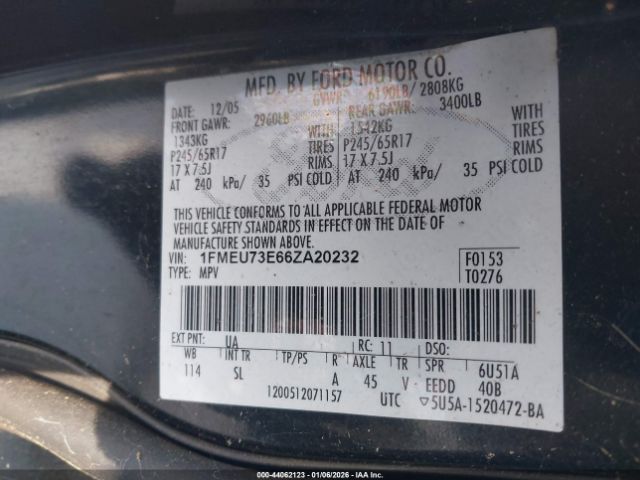 MFD. BY FORD MOTOR CO.
DATE: 12/05 GVWR: 6190LB/ 2808KG
FRONT GAWR: 2960LB REAR GAWR: 3400LB
1343KG WITH 1542KG WITH
P245/65R17 TIRES P245/65R17 TIRES
17 X 7.5J RIMS 17 X 7.5J RIMS
AT 240 kPa/ 35 PSI COLD AT 240 kPa/ 35 PSI COLD
THIS VEHICLE CONFORMS TO ALL APPLICABLE FEDERAL MOTOR
VEHICLE SAFETY STANDARDS IN EFFECT ON THE DATE OF
MANUFACTURE SHOWN ABOVE.
VIN: 1FMEU73E66ZA20232 F0153
TYPE: MPV T0276
EXT PNT: UA RC: 11 DSO:
WB INT TR TP/PS R AXLE TR SPR 6U51A
114 SL A 45 V EEDD 40B
1200512071157 UTC ▽5U5A-1520472-BA
000-44062123 - 01/06/2026 - IAAC